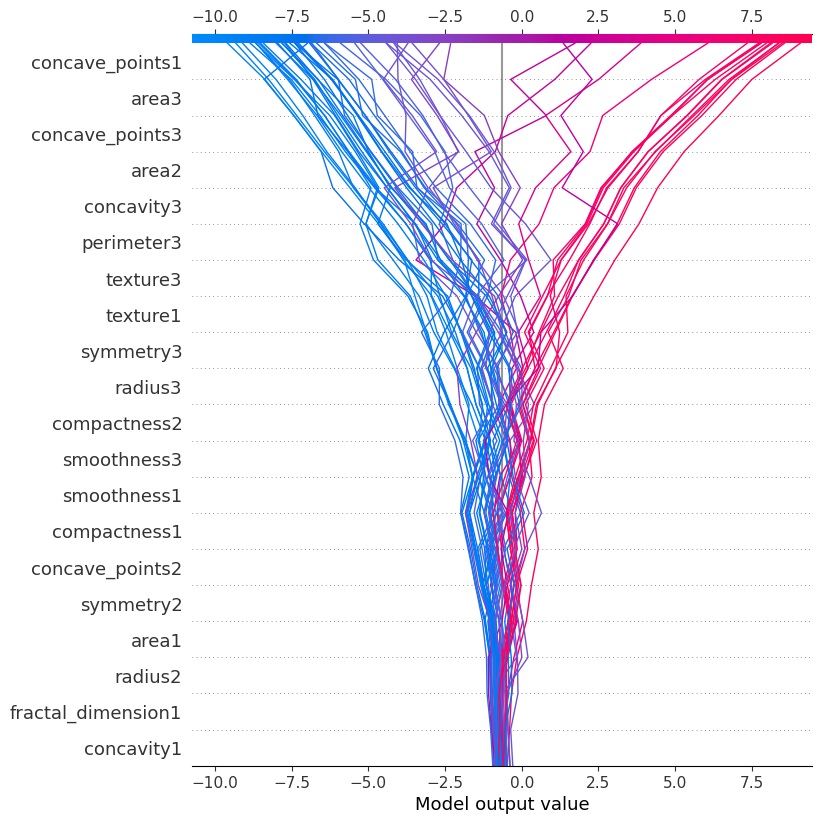 −10.0 −7.5 −5.0 −2.5 0.0 2.5 5.0 7.5
concave_points1
area3
concave_points3
area2
concavity3
perimeter3
texture3
texture1
symmetry3
radius3
compactness2
smoothness3
smoothness1
compactness1
concave_points2
symmetry2
area1
radius2
fractal_dimension1
concavity1
−10.0 −7.5 −5.0 −2.5 0.0 2.5 5.0 7.5
Model output value